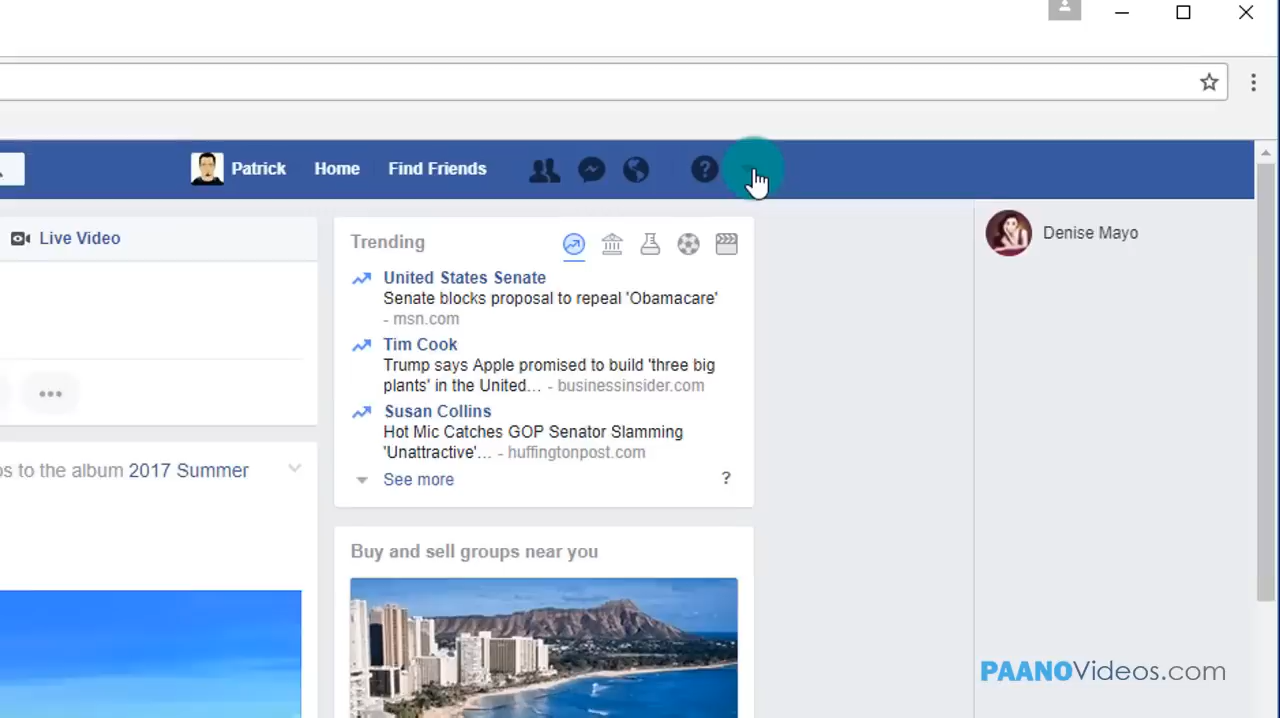 Patrick Home Find Friends ?
Live Video
Trending
United States Senate
Senate blocks proposal to repeal 'Obamacare'
- msn.com
Tim Cook
Trump says Apple promised to build 'three big
plants' in the United... - businessinsider.com
Susan Collins
Hot Mic Catches GOP Senator Slamming
'Unattractive'... - huffingtonpost.com
See more ?
os to the album 2017 Summer
Buy and sell groups near you
Denise Mayo
PAANOVideos.com